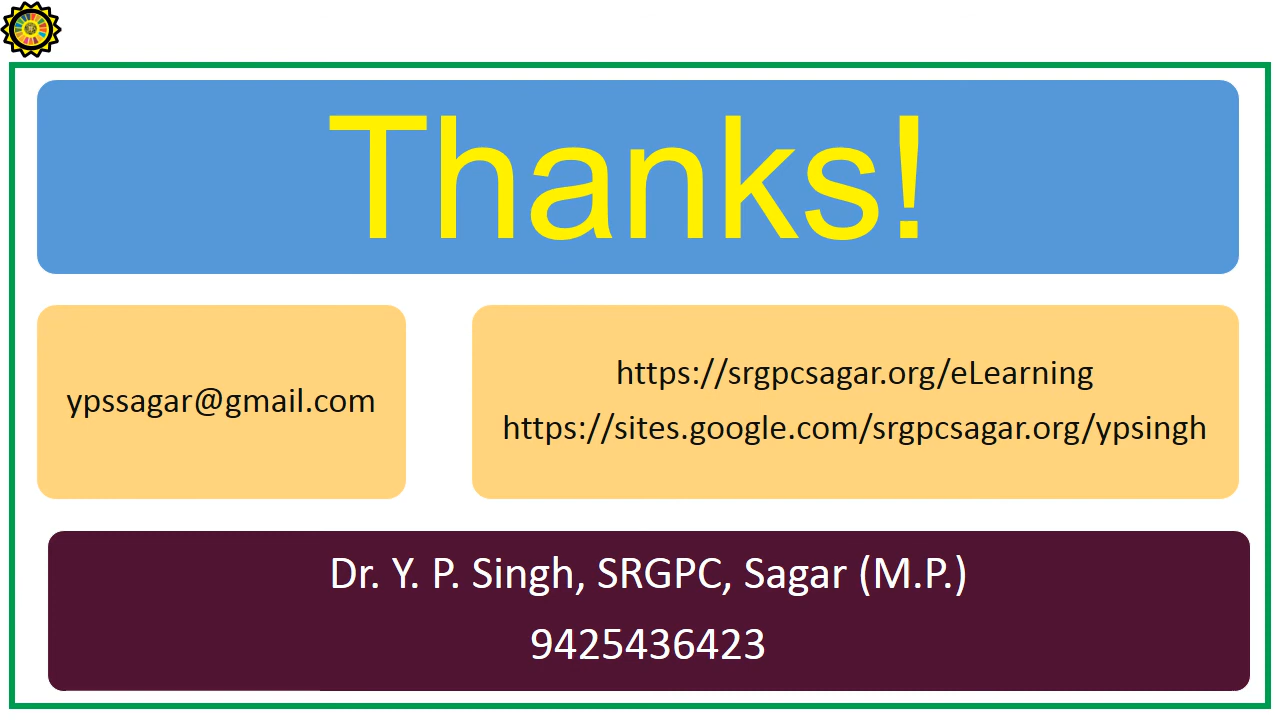 Thanks!
ypssagar@gmail.com
https://srgpcsagar.org/eLearning
https://sites.google.com/srgpcsagar.org/ypsingh
Dr. Y. P. Singh, SRGPC, Sagar (M.P.)
9425436423